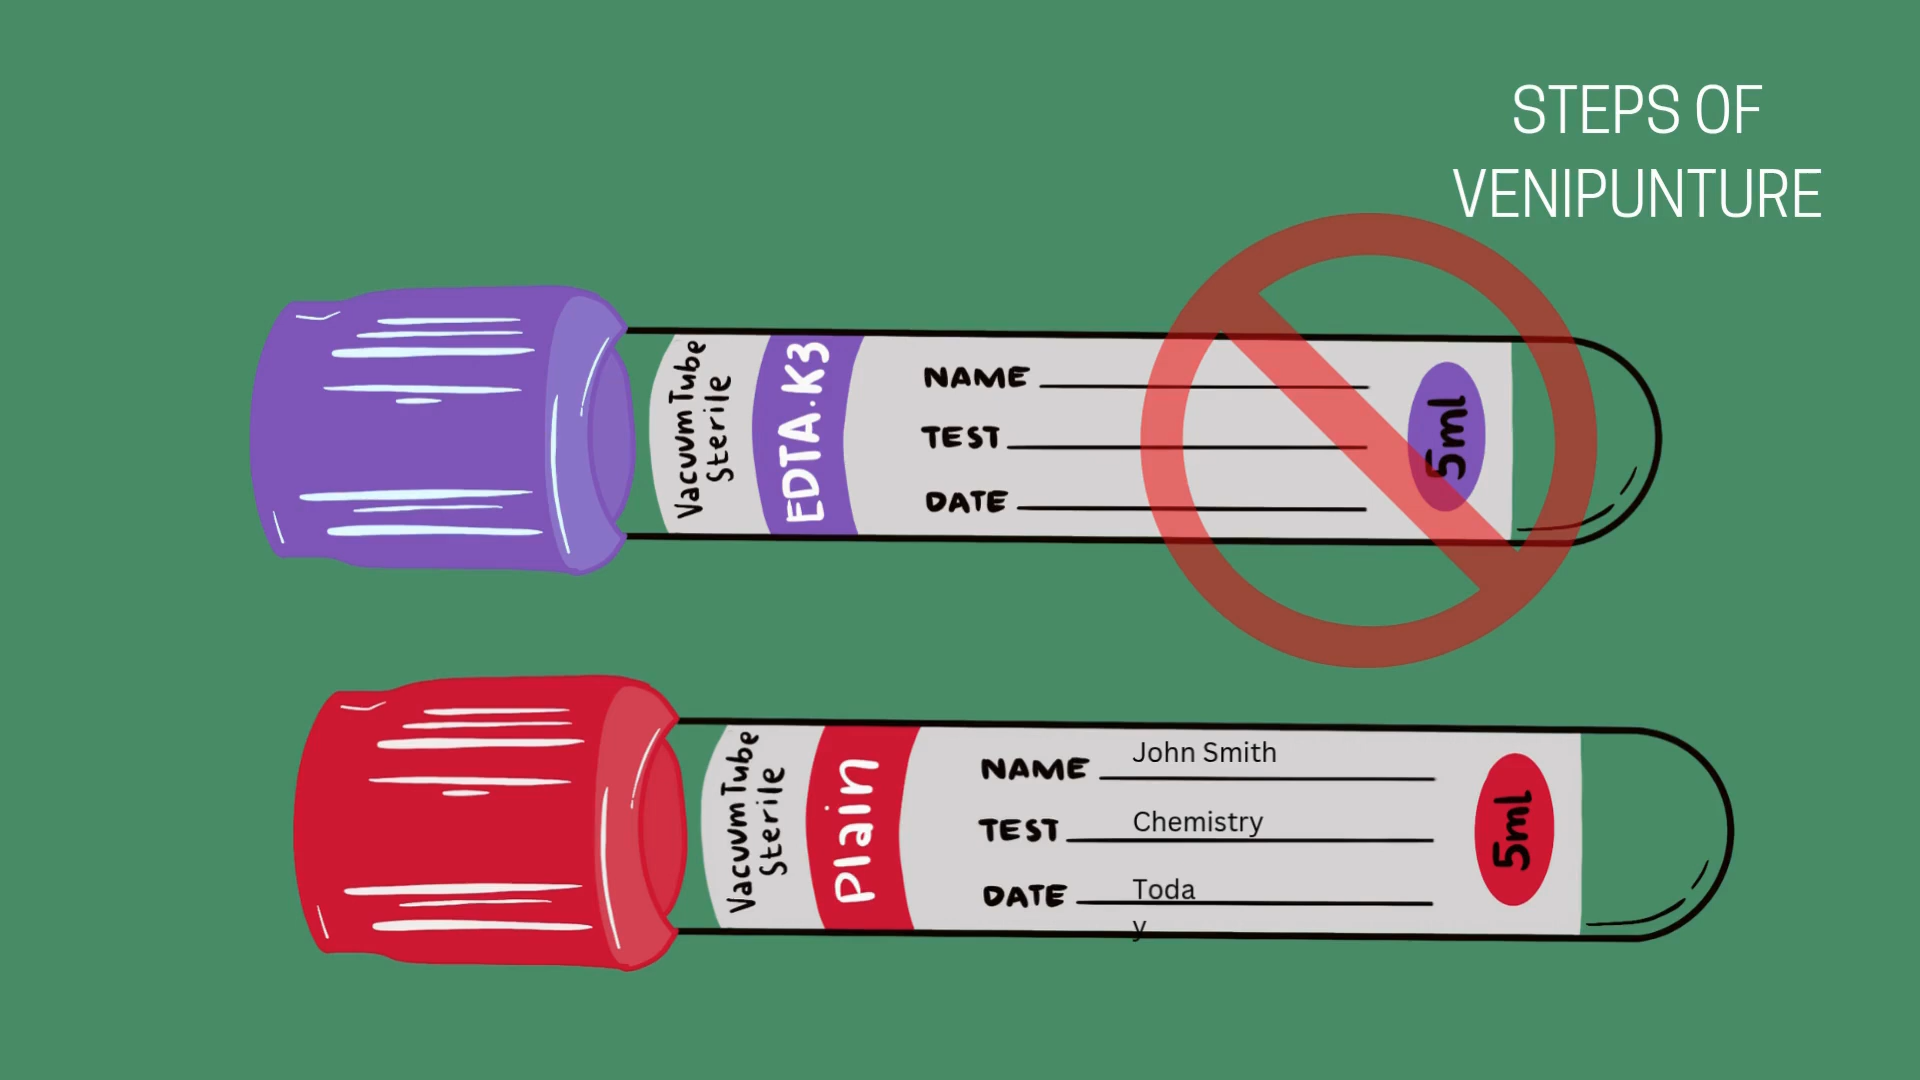 STEPS OF
VENIPUNTURE
Vacuum Tube
Sterile
EDTA.K3
NAME
TEST
DATE
5ml
Vacuum Tube
Sterile
Plain
NAME John Smith
TEST Chemistry
DATE Toda
y
5ml